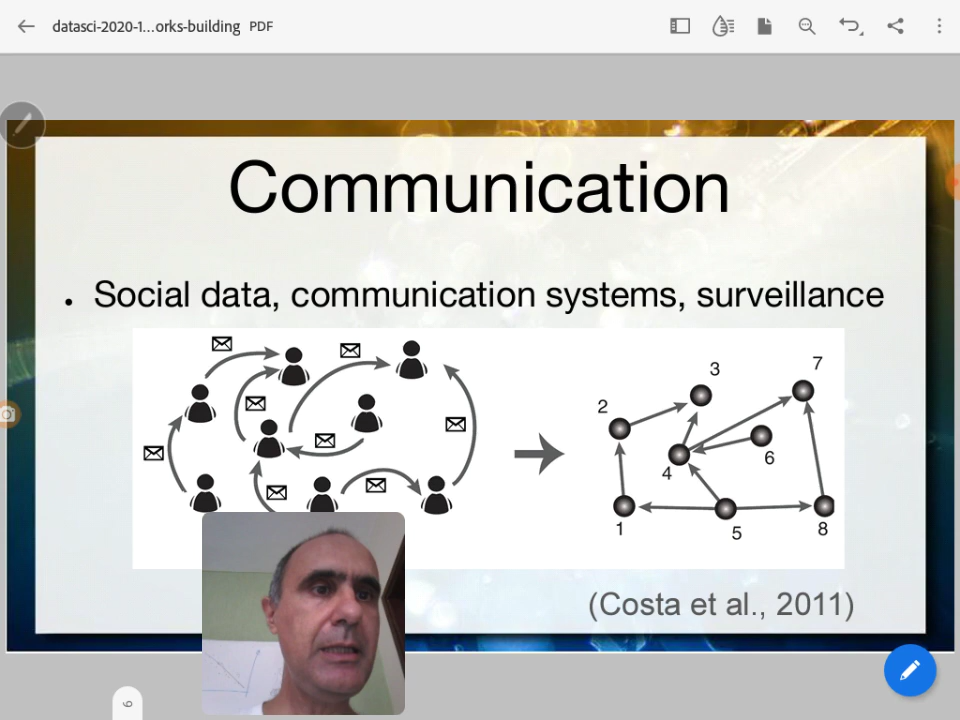 datasci-2020-1...orks-building PDF
Communication
• Social data, communication systems, surveillance
3
7
2
6
4
1
5
8
(Costa et al., 2011)
6